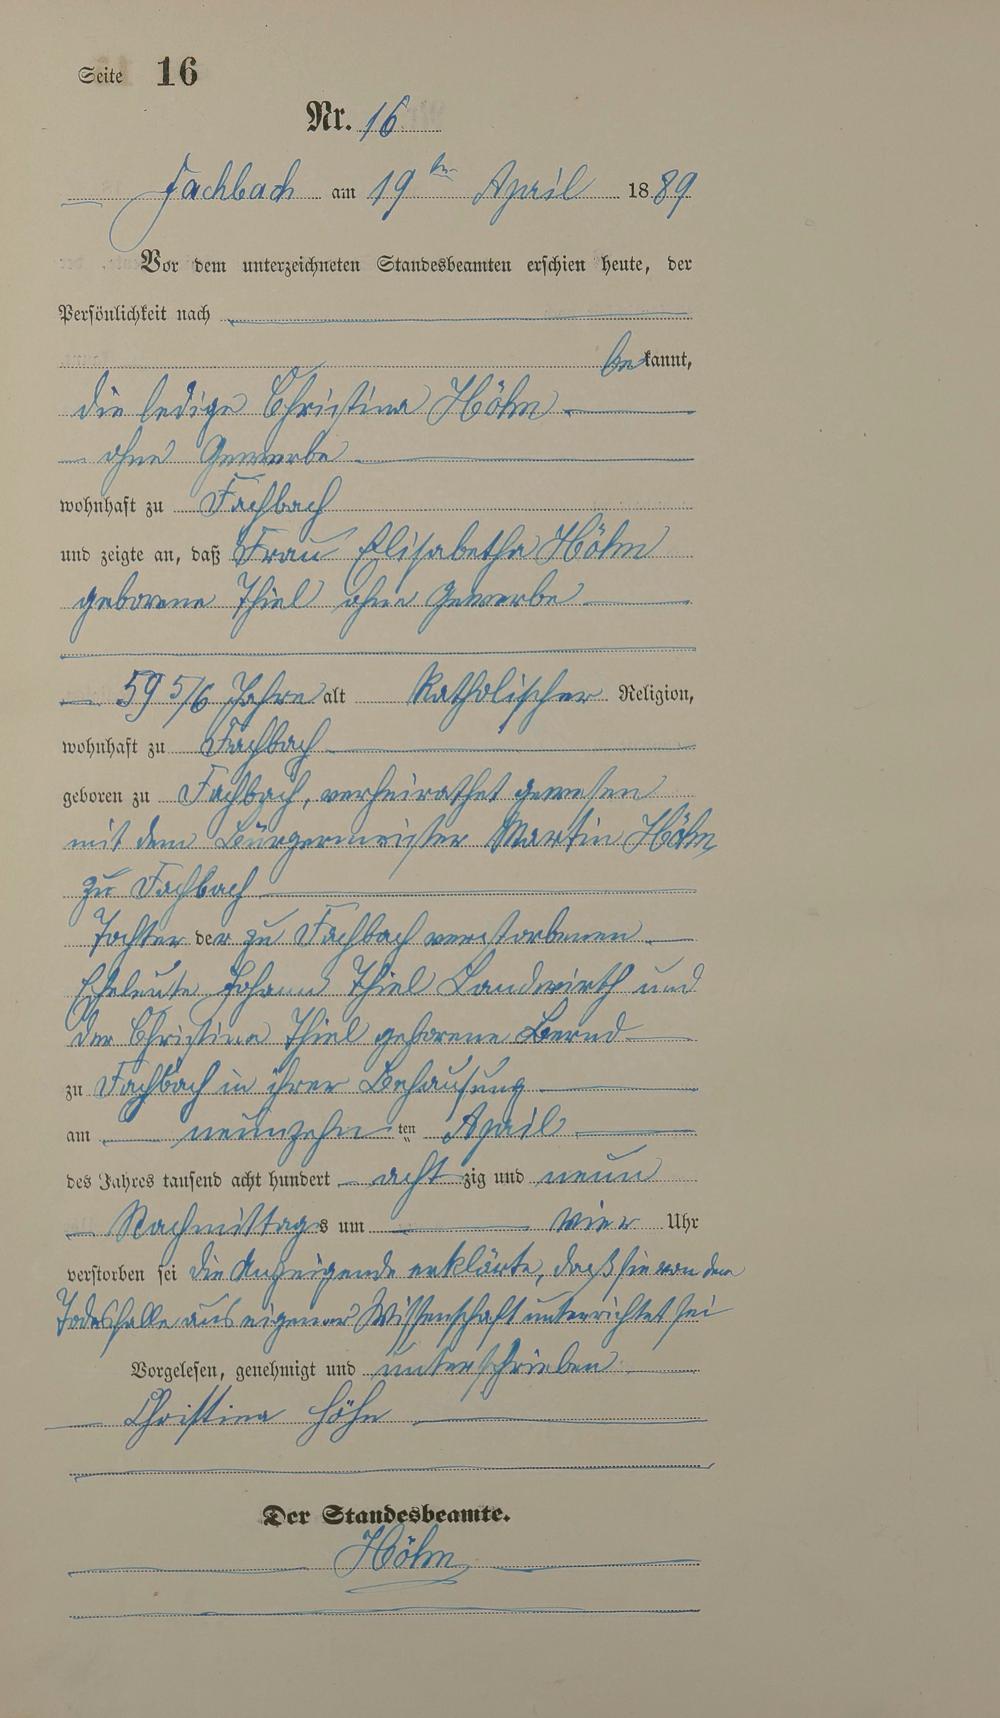 Seite 16
Nr. 16
Fachbach am 19ten April 1889
Vor dem unterzeichneten Standesbeamten erschien heute, der
Persönlichkeit nach
bekannt,
die ledige Christina Höhn
ohne Gewerbe
wohnhaft zu Fachbach
und zeigte an, daß Frau Elisabetha Höhn
geborene Thiel ohne Gewerbe
59 5/6 Jahre alt Katholischer Religion,
wohnhaft zu Fachbach
geboren zu Fachbach, verheirathet gewesen
mit dem Bürgermeister Martin Höhn
zu Fachbach
Tochter der zu Fachbach verstorbenen
Eheleute Johann Thiel Landwirth und
der Christina Thiel geborene Bernd
zu Fachbach in ihrer Behausung
am neunzehnten April
des Jahres tausend acht hundert achtzig und neun
Nachmittags um vier Uhr
verstorben sei die Anzeigende erklärte, daß sie von dem
Todesfalle aus eigener Wissenschaft unterrichtet sei
Vorgelesen, genehmigt und unterschrieben
Christina Höhn
Der Standesbeamte.
Höhn